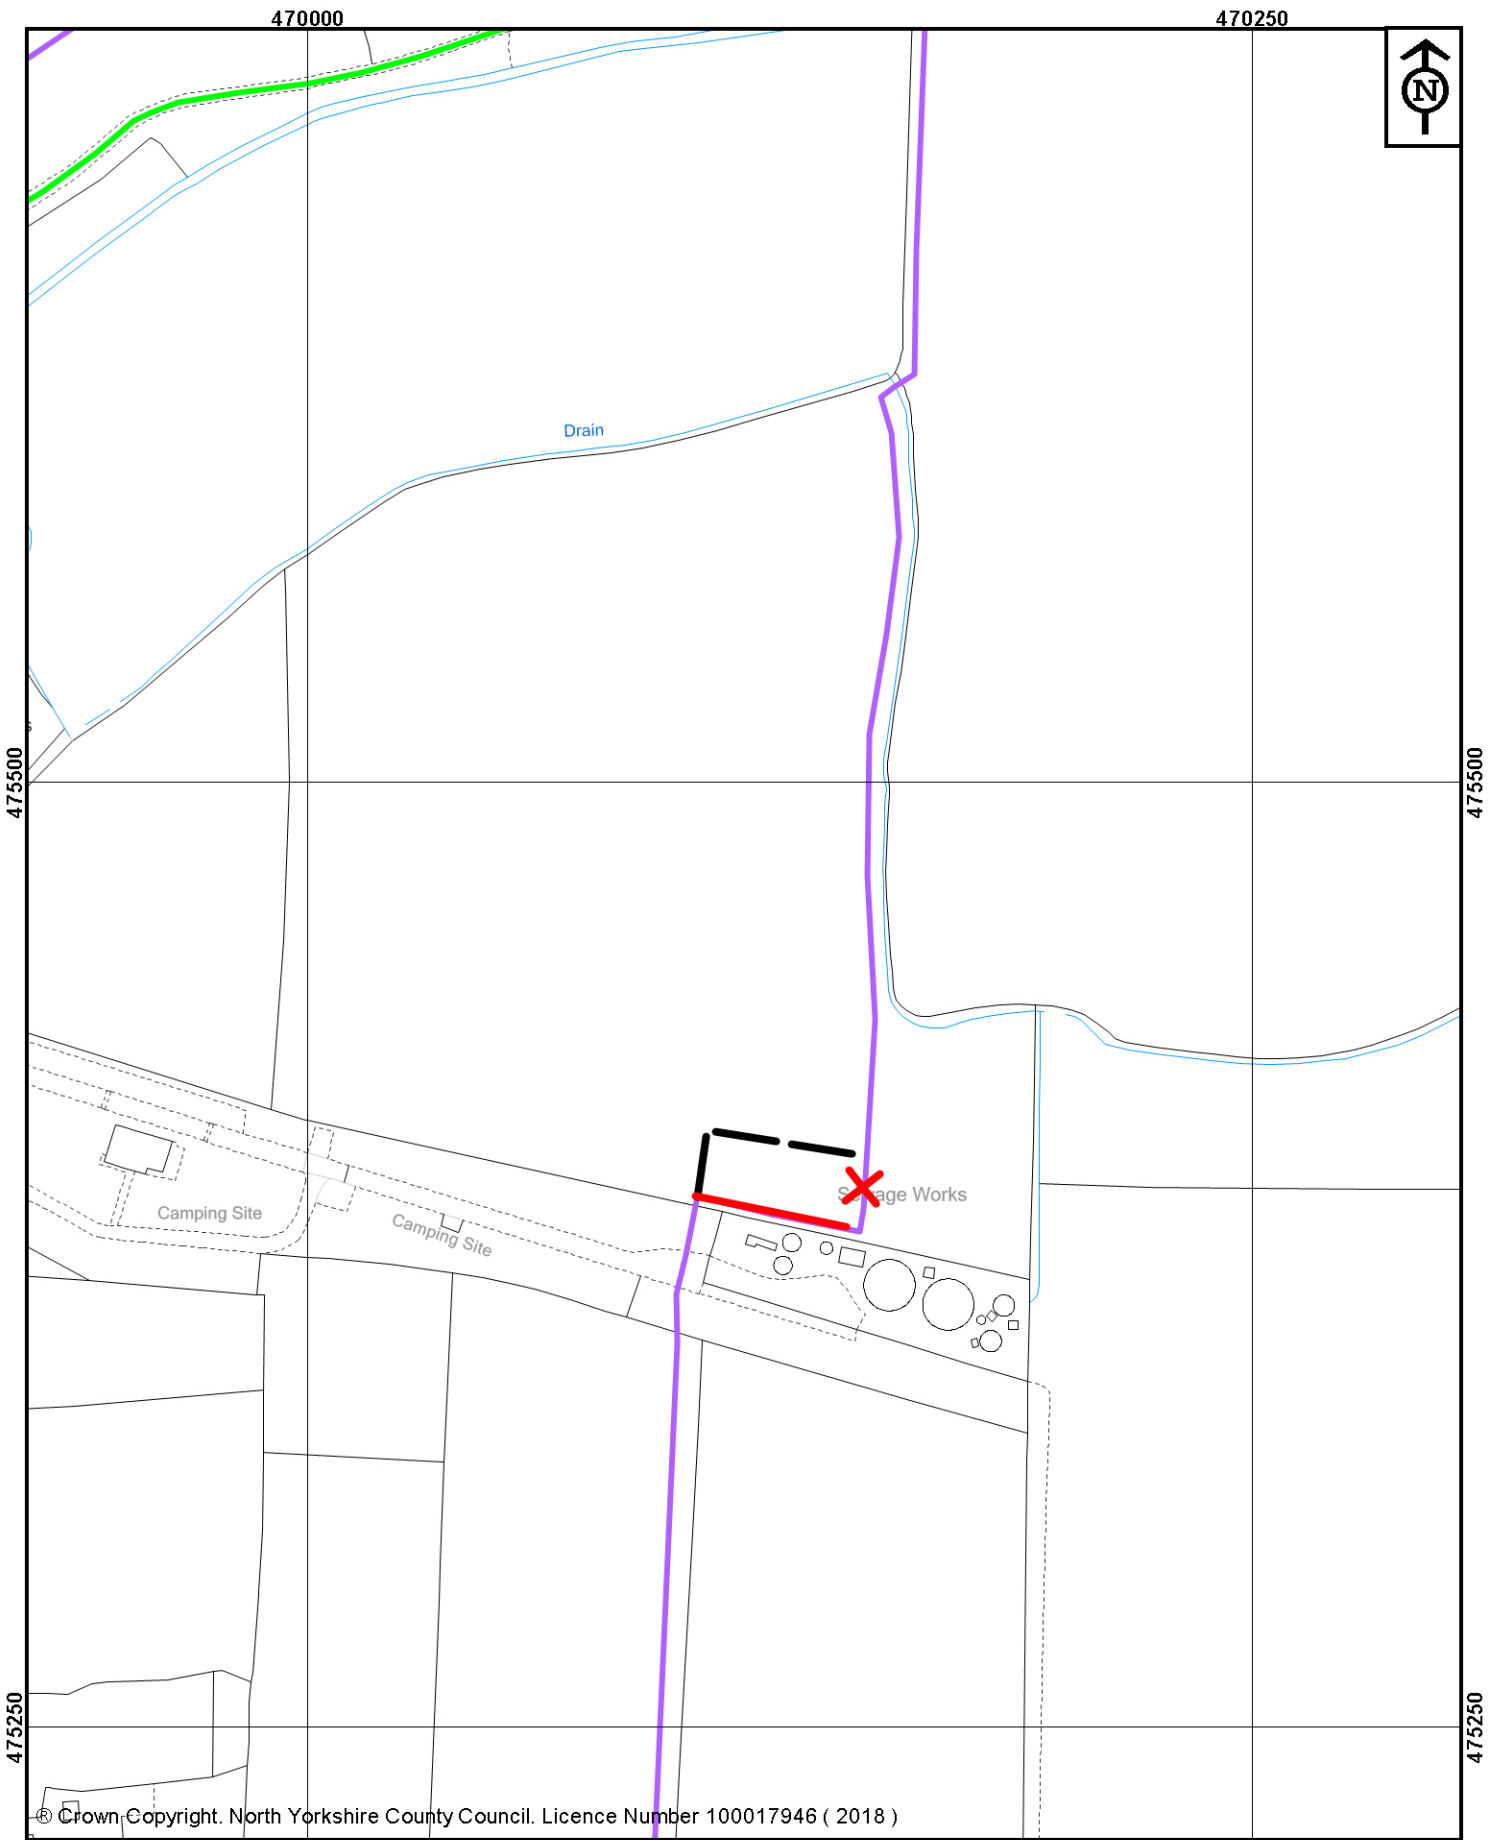 470000
470250
N
Drain
s
475500
475500
Sewage Works
Camping Site
Camping Site
475250
475250
© Crown Copyright. North Yorkshire County Council. Licence Number 100017946 ( 2018 )